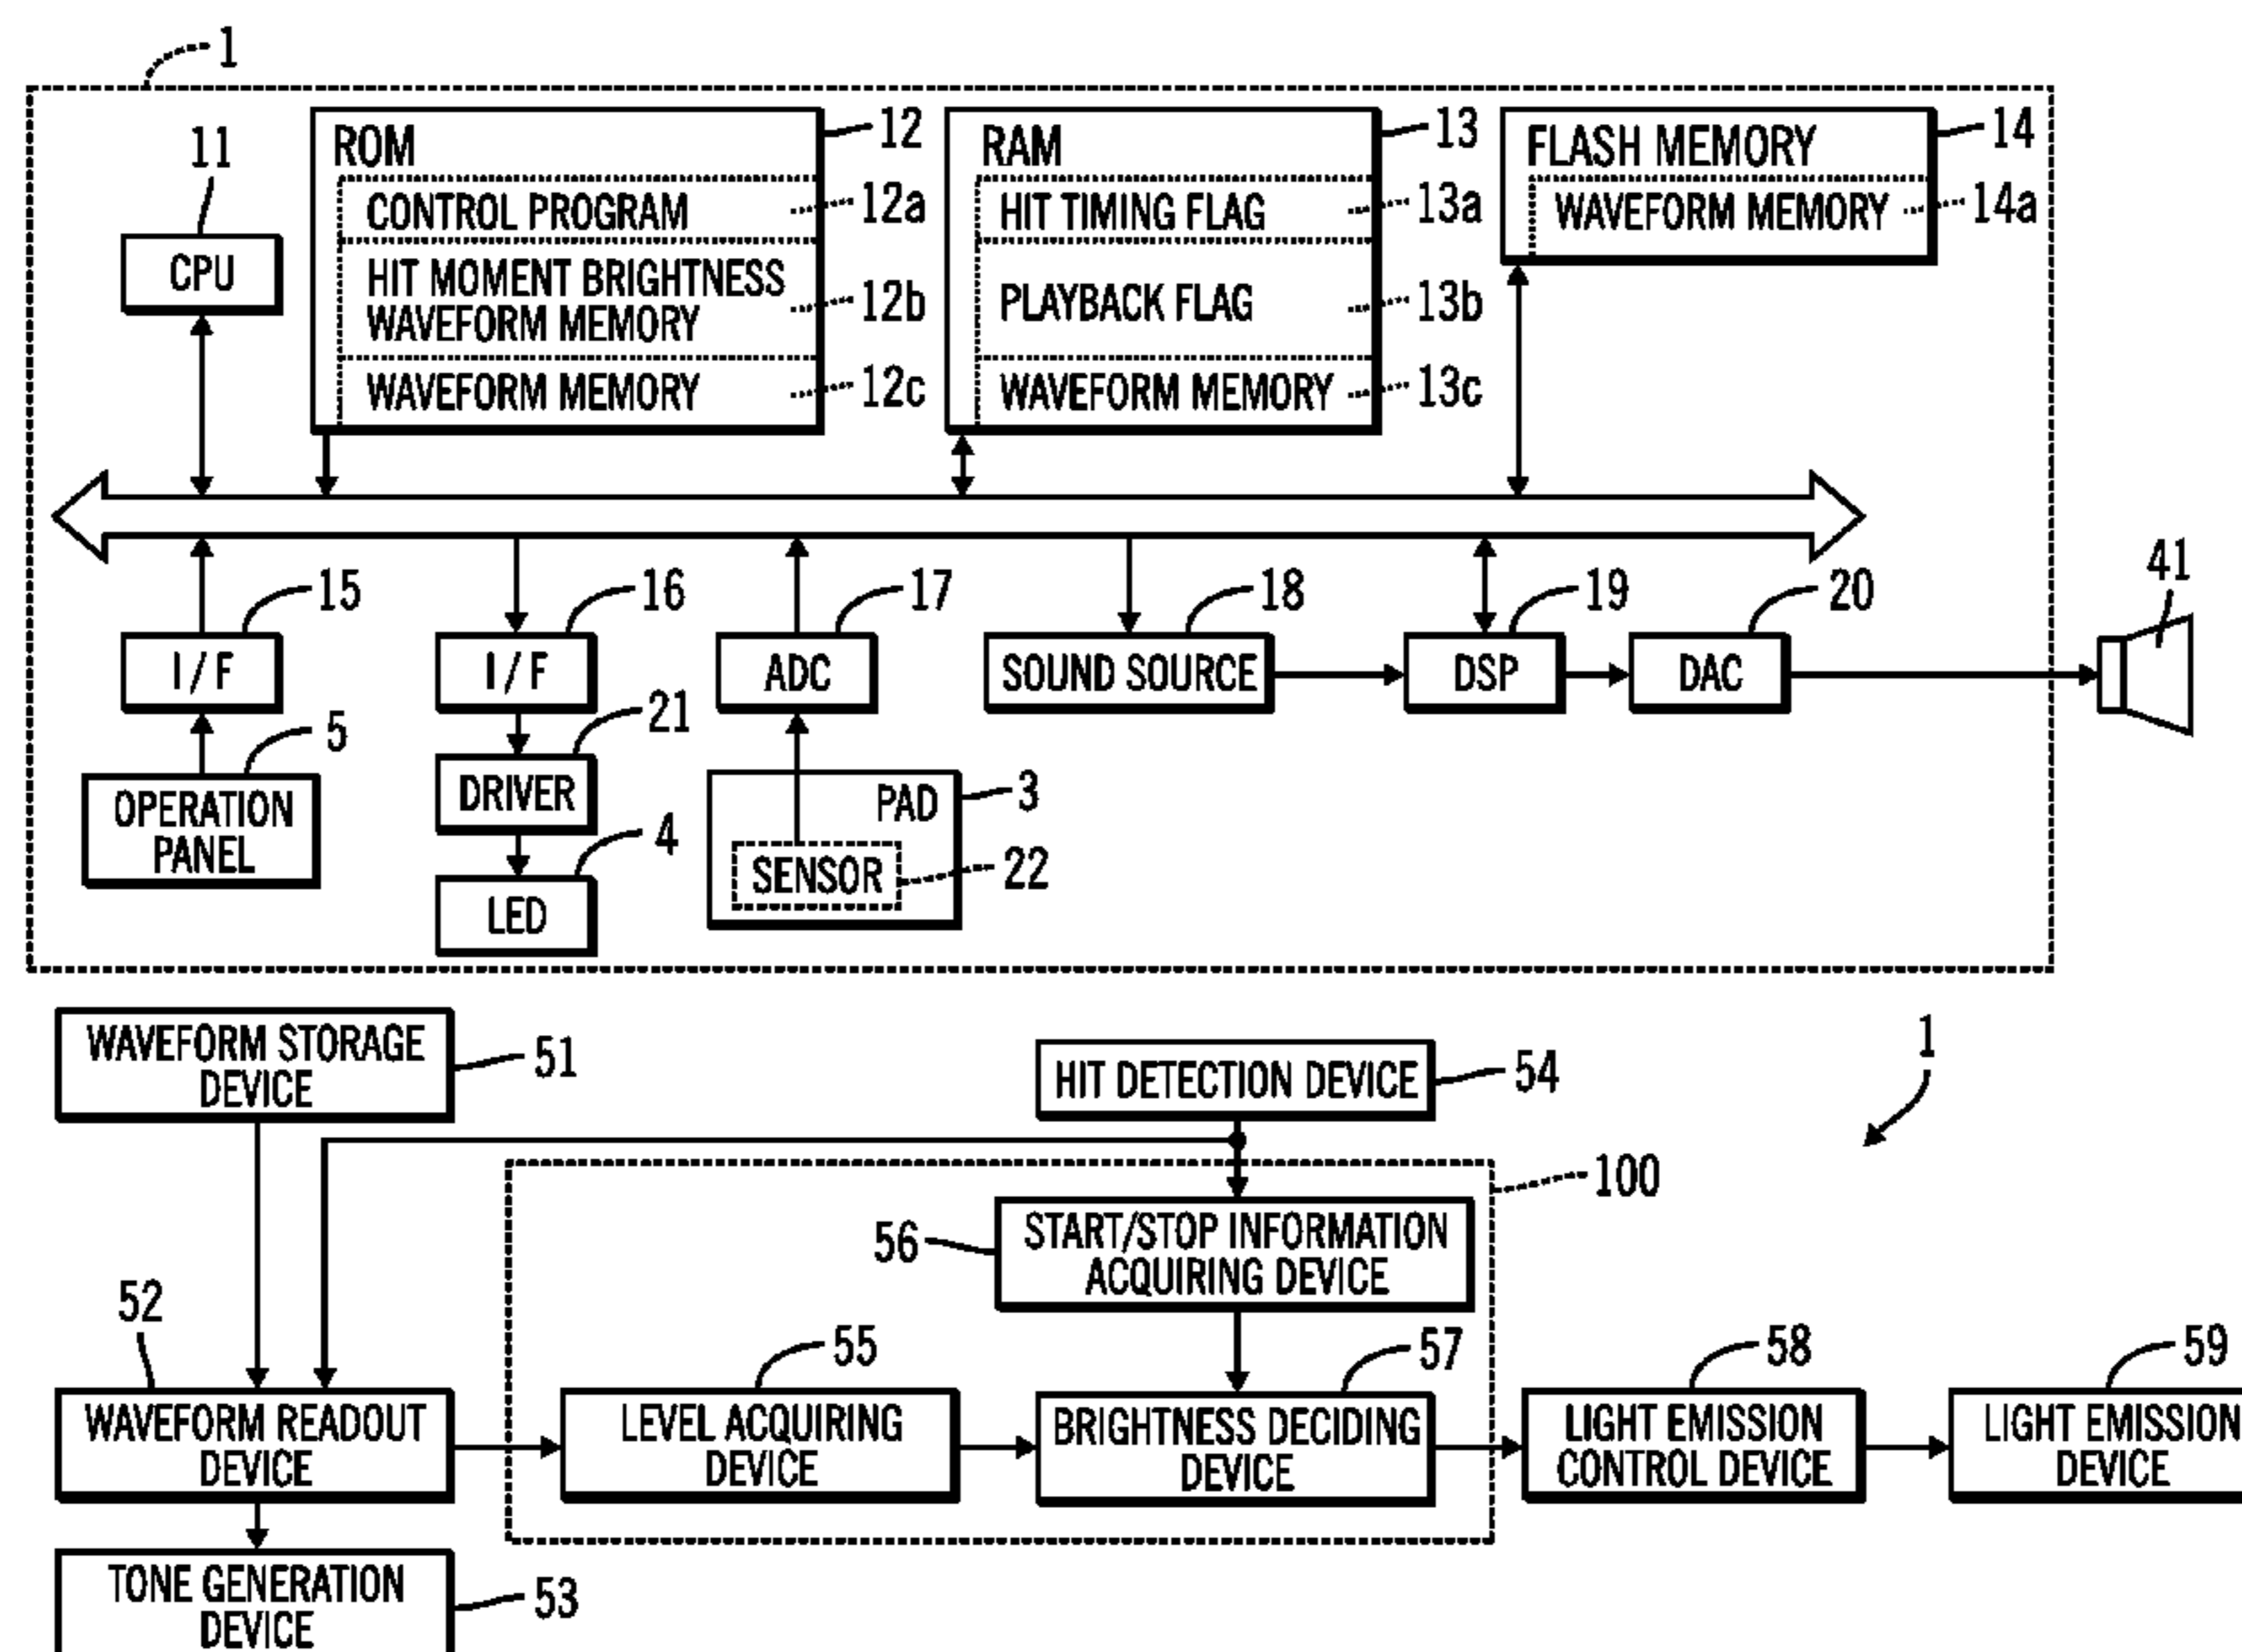 1
ROM
12
CONTROL PROGRAM
12a
HIT MOMENT BRIGHTNESS
WAVEFORM MEMORY
12b
WAVEFORM MEMORY
12c
RAM
13
HIT TIMING FLAG
13a
PLAYBACK FLAG
13b
WAVEFORM MEMORY
13c
FLASH MEMORY
14
WAVEFORM MEMORY
14a
11
CPU
15
I/F
5
OPERATION
PANEL
16
I/F
21
DRIVER
4
LED
17
ADC
PAD
3
SENSOR
22
18
SOUND SOURCE
19
DSP
20
DAC
41
WAVEFORM STORAGE
DEVICE
51
HIT DETECTION DEVICE
54
1
100
56
START/STOP INFORMATION
ACQUIRING DEVICE
52
WAVEFORM READOUT
DEVICE
55
LEVEL ACQUIRING
DEVICE
57
BRIGHTNESS DECIDING
DEVICE
58
LIGHT EMISSION
CONTROL DEVICE
59
LIGHT EMISSION
DEVICE
TONE GENERATION
DEVICE
53